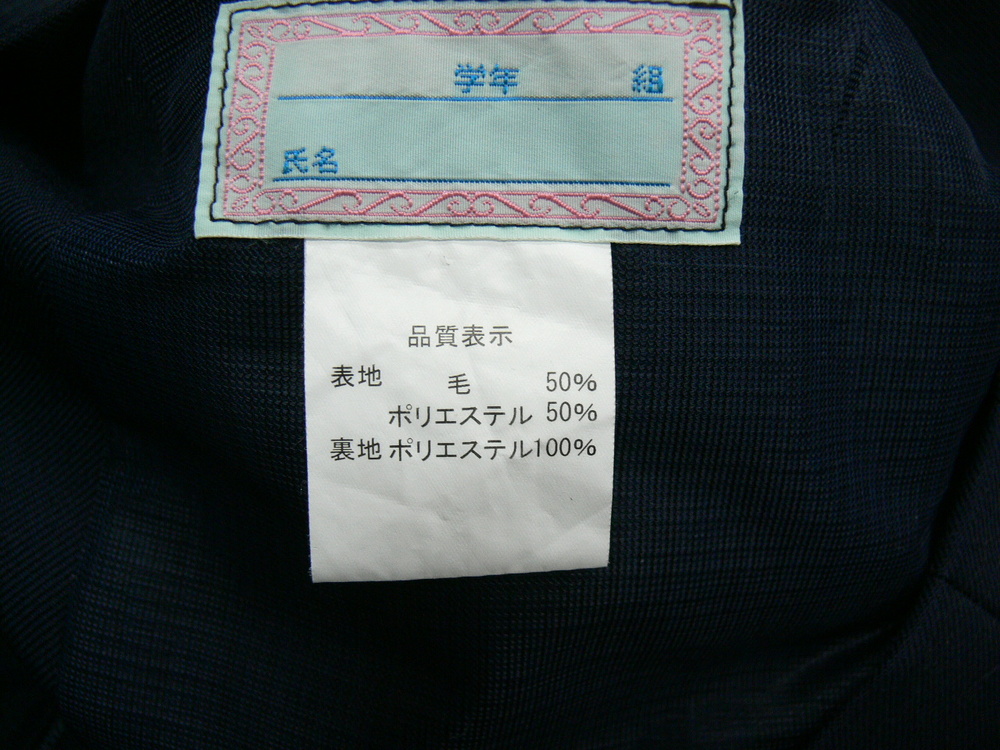 学年 組
氏名
品質表示
表地 毛 50%
ポリエステル 50%
裏地 ポリエステル100%